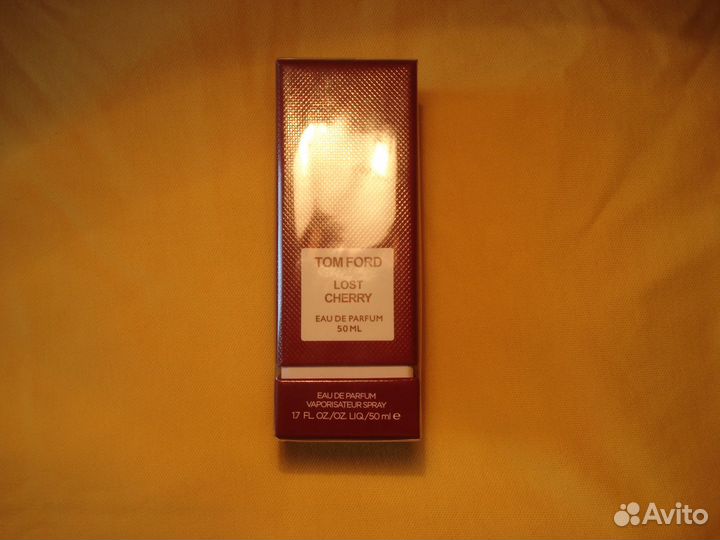 TOM FORD
LOST
CHERRY
EAU DE PARFUM
50 ML
EAU DE PARFUM
VAPORISATEUR SPRAY
1.7 FL. OZ./OZ. LIQ./50 ml ℮
Avito